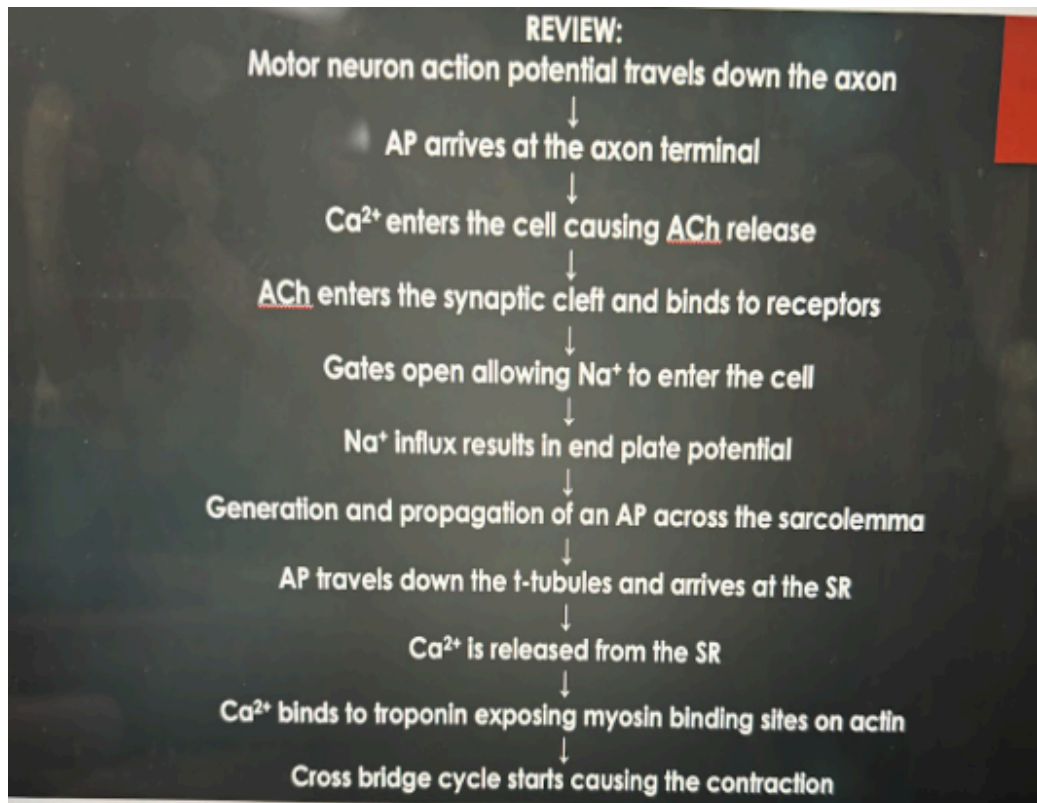 REVIEW:
Motor neuron action potential travels down the axon
↓
AP arrives at the axon terminal
↓
Ca²⁺ enters the cell causing ACh release
↓
ACh enters the synaptic cleft and binds to receptors
↓
Gates open allowing Na⁺ to enter the cell
↓
Na⁺ influx results in end plate potential
↓
Generation and propagation of an AP across the sarcolemma
↓
AP travels down the t-tubules and arrives at the SR
↓
Ca²⁺ is released from the SR
↓
Ca²⁺ binds to troponin exposing myosin binding sites on actin
↓
Cross bridge cycle starts causing the contraction